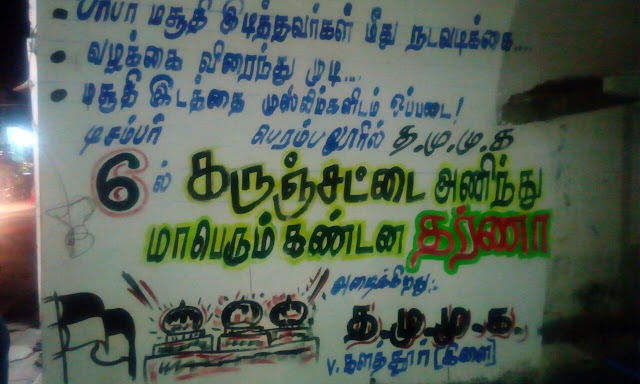 • பாபர் மசூதி இடித்தவர்கள் மீது நடவடிக்கை....
• வழக்கை விரைந்து முடி...
• மசூதி இடத்தை முஸ்லிம்களிடம் ஒப்படை!
டிசம்பர் பெரம்பலூரில் த.மு.மு.க
6ல் கருஞ்சட்டை அணிந்து
மாபெரும் கண்டன தர்ணா
அழைக்கிறது:-
த.மு.மு.க.
V.களத்தூர் (கிளை)